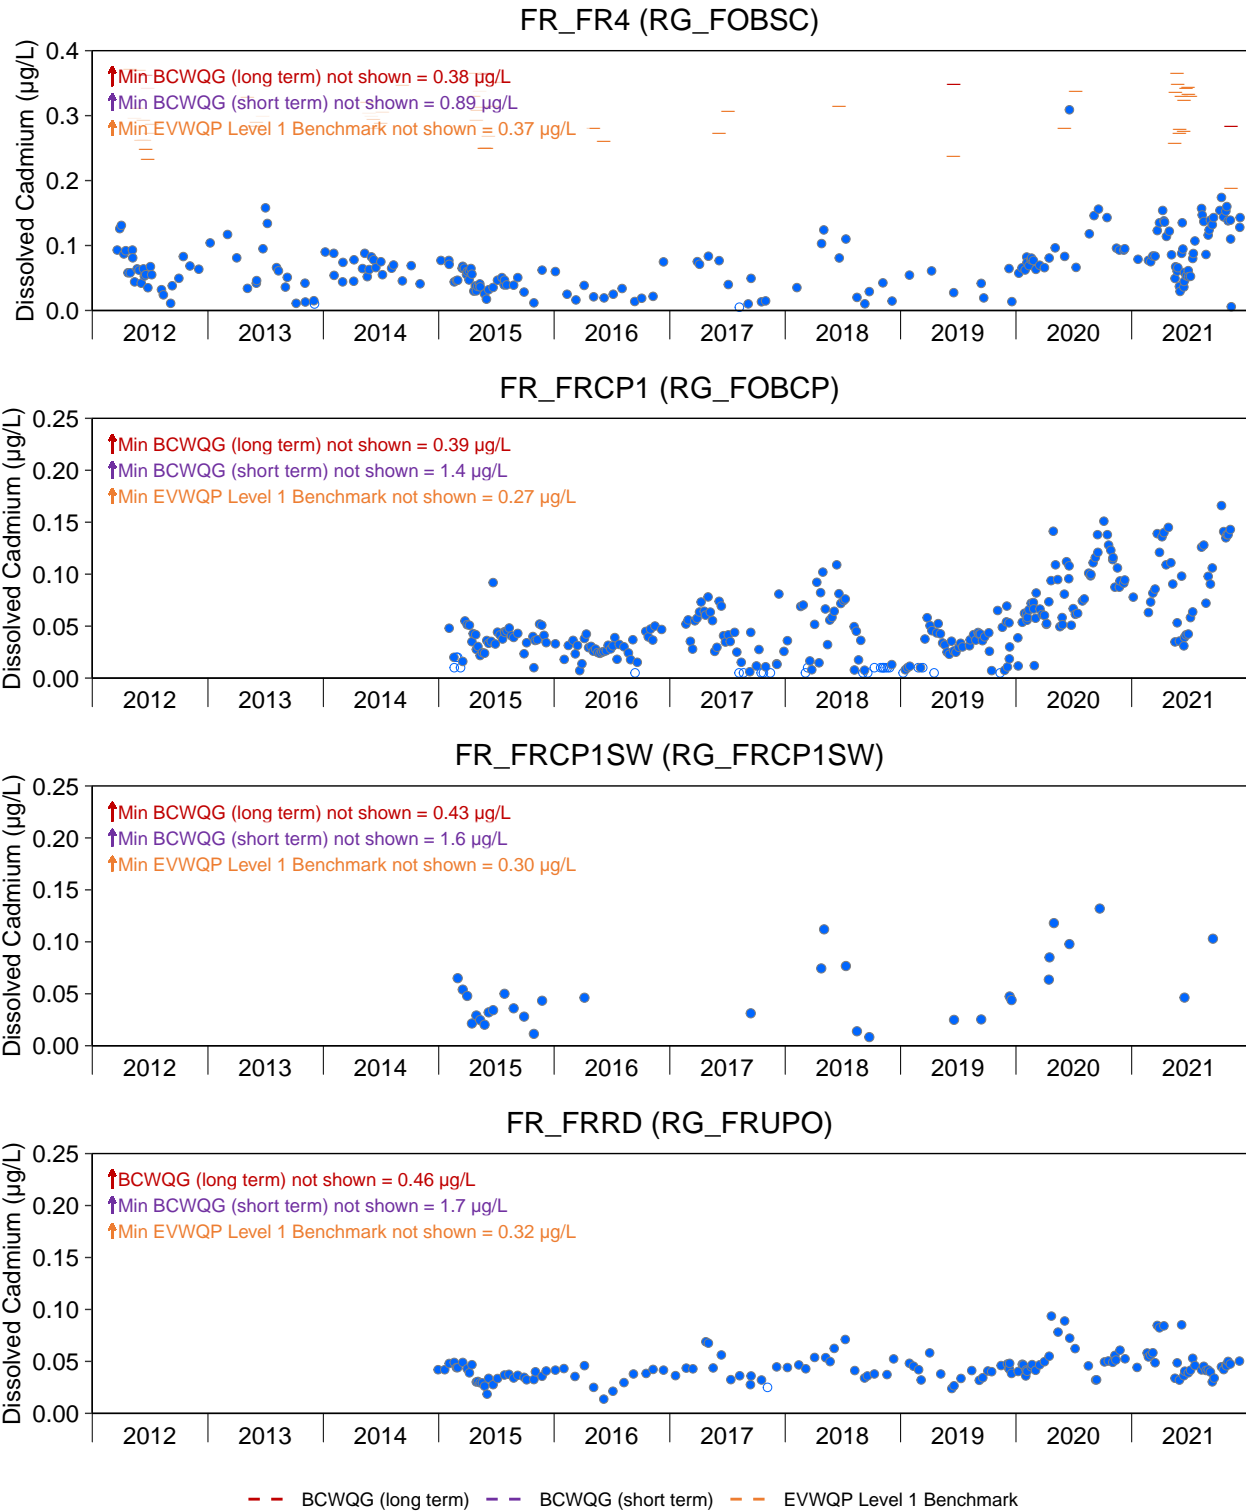 FR_FR4 (RG_FOBSC)
Dissolved Cadmium (µg/L)
0.4
0.3
0.2
0.1
0.0
Min BCWQG (long term) not shown = 0.38 µg/L
Min BCWQG (short term) not shown = 0.89 µg/L
Min EVWQP Level 1 Benchmark not shown = 0.37 µg/L
2012 2013 2014 2015 2016 2017 2018 2019 2020 2021
FR_FRCP1 (RG_FOBCP)
Dissolved Cadmium (µg/L)
0.25
0.20
0.15
0.10
0.05
0.00
Min BCWQG (long term) not shown = 0.39 µg/L
Min BCWQG (short term) not shown = 1.4 µg/L
Min EVWQP Level 1 Benchmark not shown = 0.27 µg/L
2012 2013 2014 2015 2016 2017 2018 2019 2020 2021
FR_FRCP1SW (RG_FRCP1SW)
Dissolved Cadmium (µg/L)
0.25
0.20
0.15
0.10
0.05
0.00
Min BCWQG (long term) not shown = 0.43 µg/L
Min BCWQG (short term) not shown = 1.6 µg/L
Min EVWQP Level 1 Benchmark not shown = 0.30 µg/L
2012 2013 2014 2015 2016 2017 2018 2019 2020 2021
FR_FRRD (RG_FRUPO)
Dissolved Cadmium (µg/L)
0.25
0.20
0.15
0.10
0.05
0.00
BCWQG (long term) not shown = 0.46 µg/L
Min BCWQG (short term) not shown = 1.7 µg/L
Min EVWQP Level 1 Benchmark not shown = 0.32 µg/L
2012 2013 2014 2015 2016 2017 2018 2019 2020 2021
BCWQG (long term) BCWQG (short term) EVWQP Level 1 Benchmark